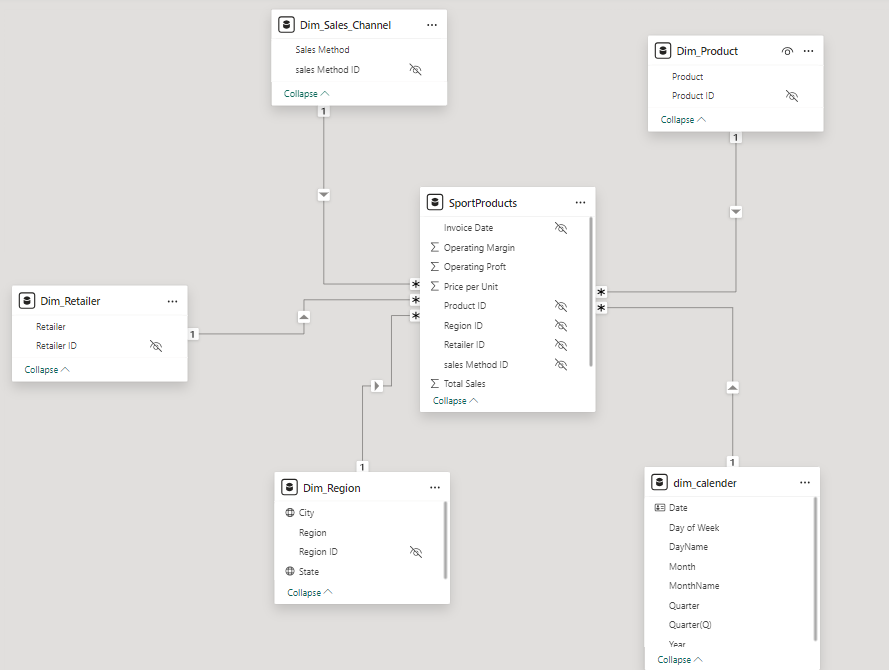 Dim_Sales_Channel
Sales Method
sales Method ID
Collapse
1
Dim_Product
Product
Product ID
Collapse
1
SportProducts
Invoice Date
Operating Margin
Operating Proft
Price per Unit
Product ID
Region ID
Retailer ID
sales Method ID
Total Sales
Collapse
*
*
*
*
*
Dim_Retailer
Retailer
Retailer ID
Collapse
1
1
Dim_Region
City
Region
Region ID
State
Collapse
1
dim_calender
Date
Day of Week
DayName
Month
MonthName
Quarter
Quarter(Q)
Year
Collapse